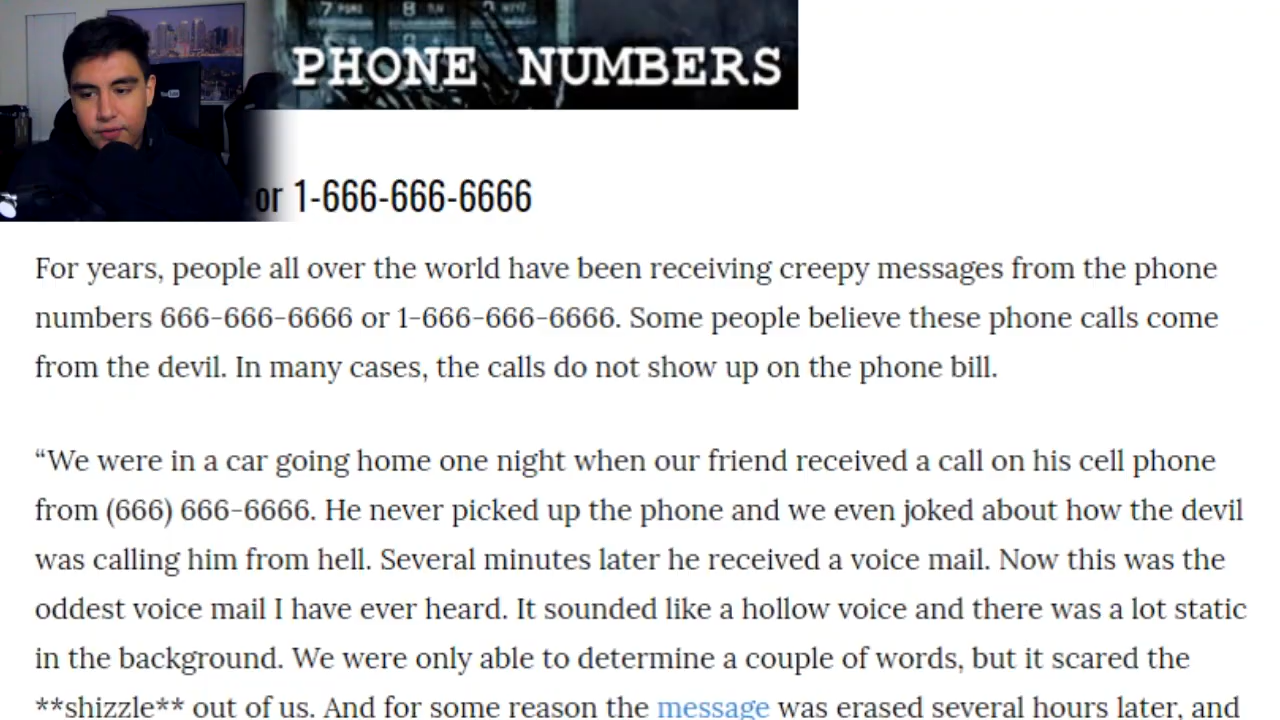 7 PQRS 8 TUV 9 WXYZ
PHONE NUMBERS
or 1-666-666-6666
For years, people all over the world have been receiving creepy messages from the phone
numbers 666-666-6666 or 1-666-666-6666. Some people believe these phone calls come
from the devil. In many cases, the calls do not show up on the phone bill.
“We were in a car going home one night when our friend received a call on his cell phone
from (666) 666-6666. He never picked up the phone and we even joked about how the devil
was calling him from hell. Several minutes later he received a voice mail. Now this was the
oddest voice mail I have ever heard. It sounded like a hollow voice and there was a lot static
in the background. We were only able to determine a couple of words, but it scared the
**shizzle** out of us. And for some reason the message was erased several hours later, and